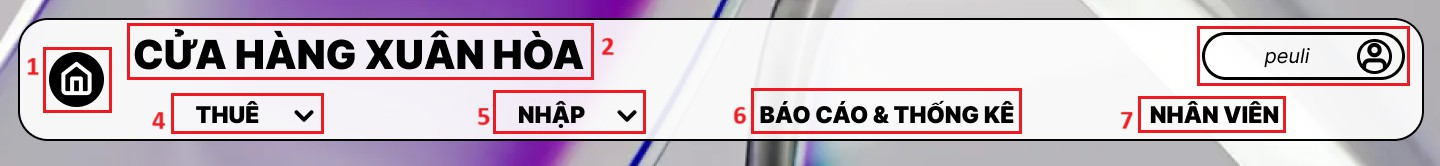 1 CỬA HÀNG XUÂN HÒA 2 peuli
4 THUÊ 5 NHẬP 6 BÁO CÁO & THỐNG KÊ 7 NHÂN VIÊN